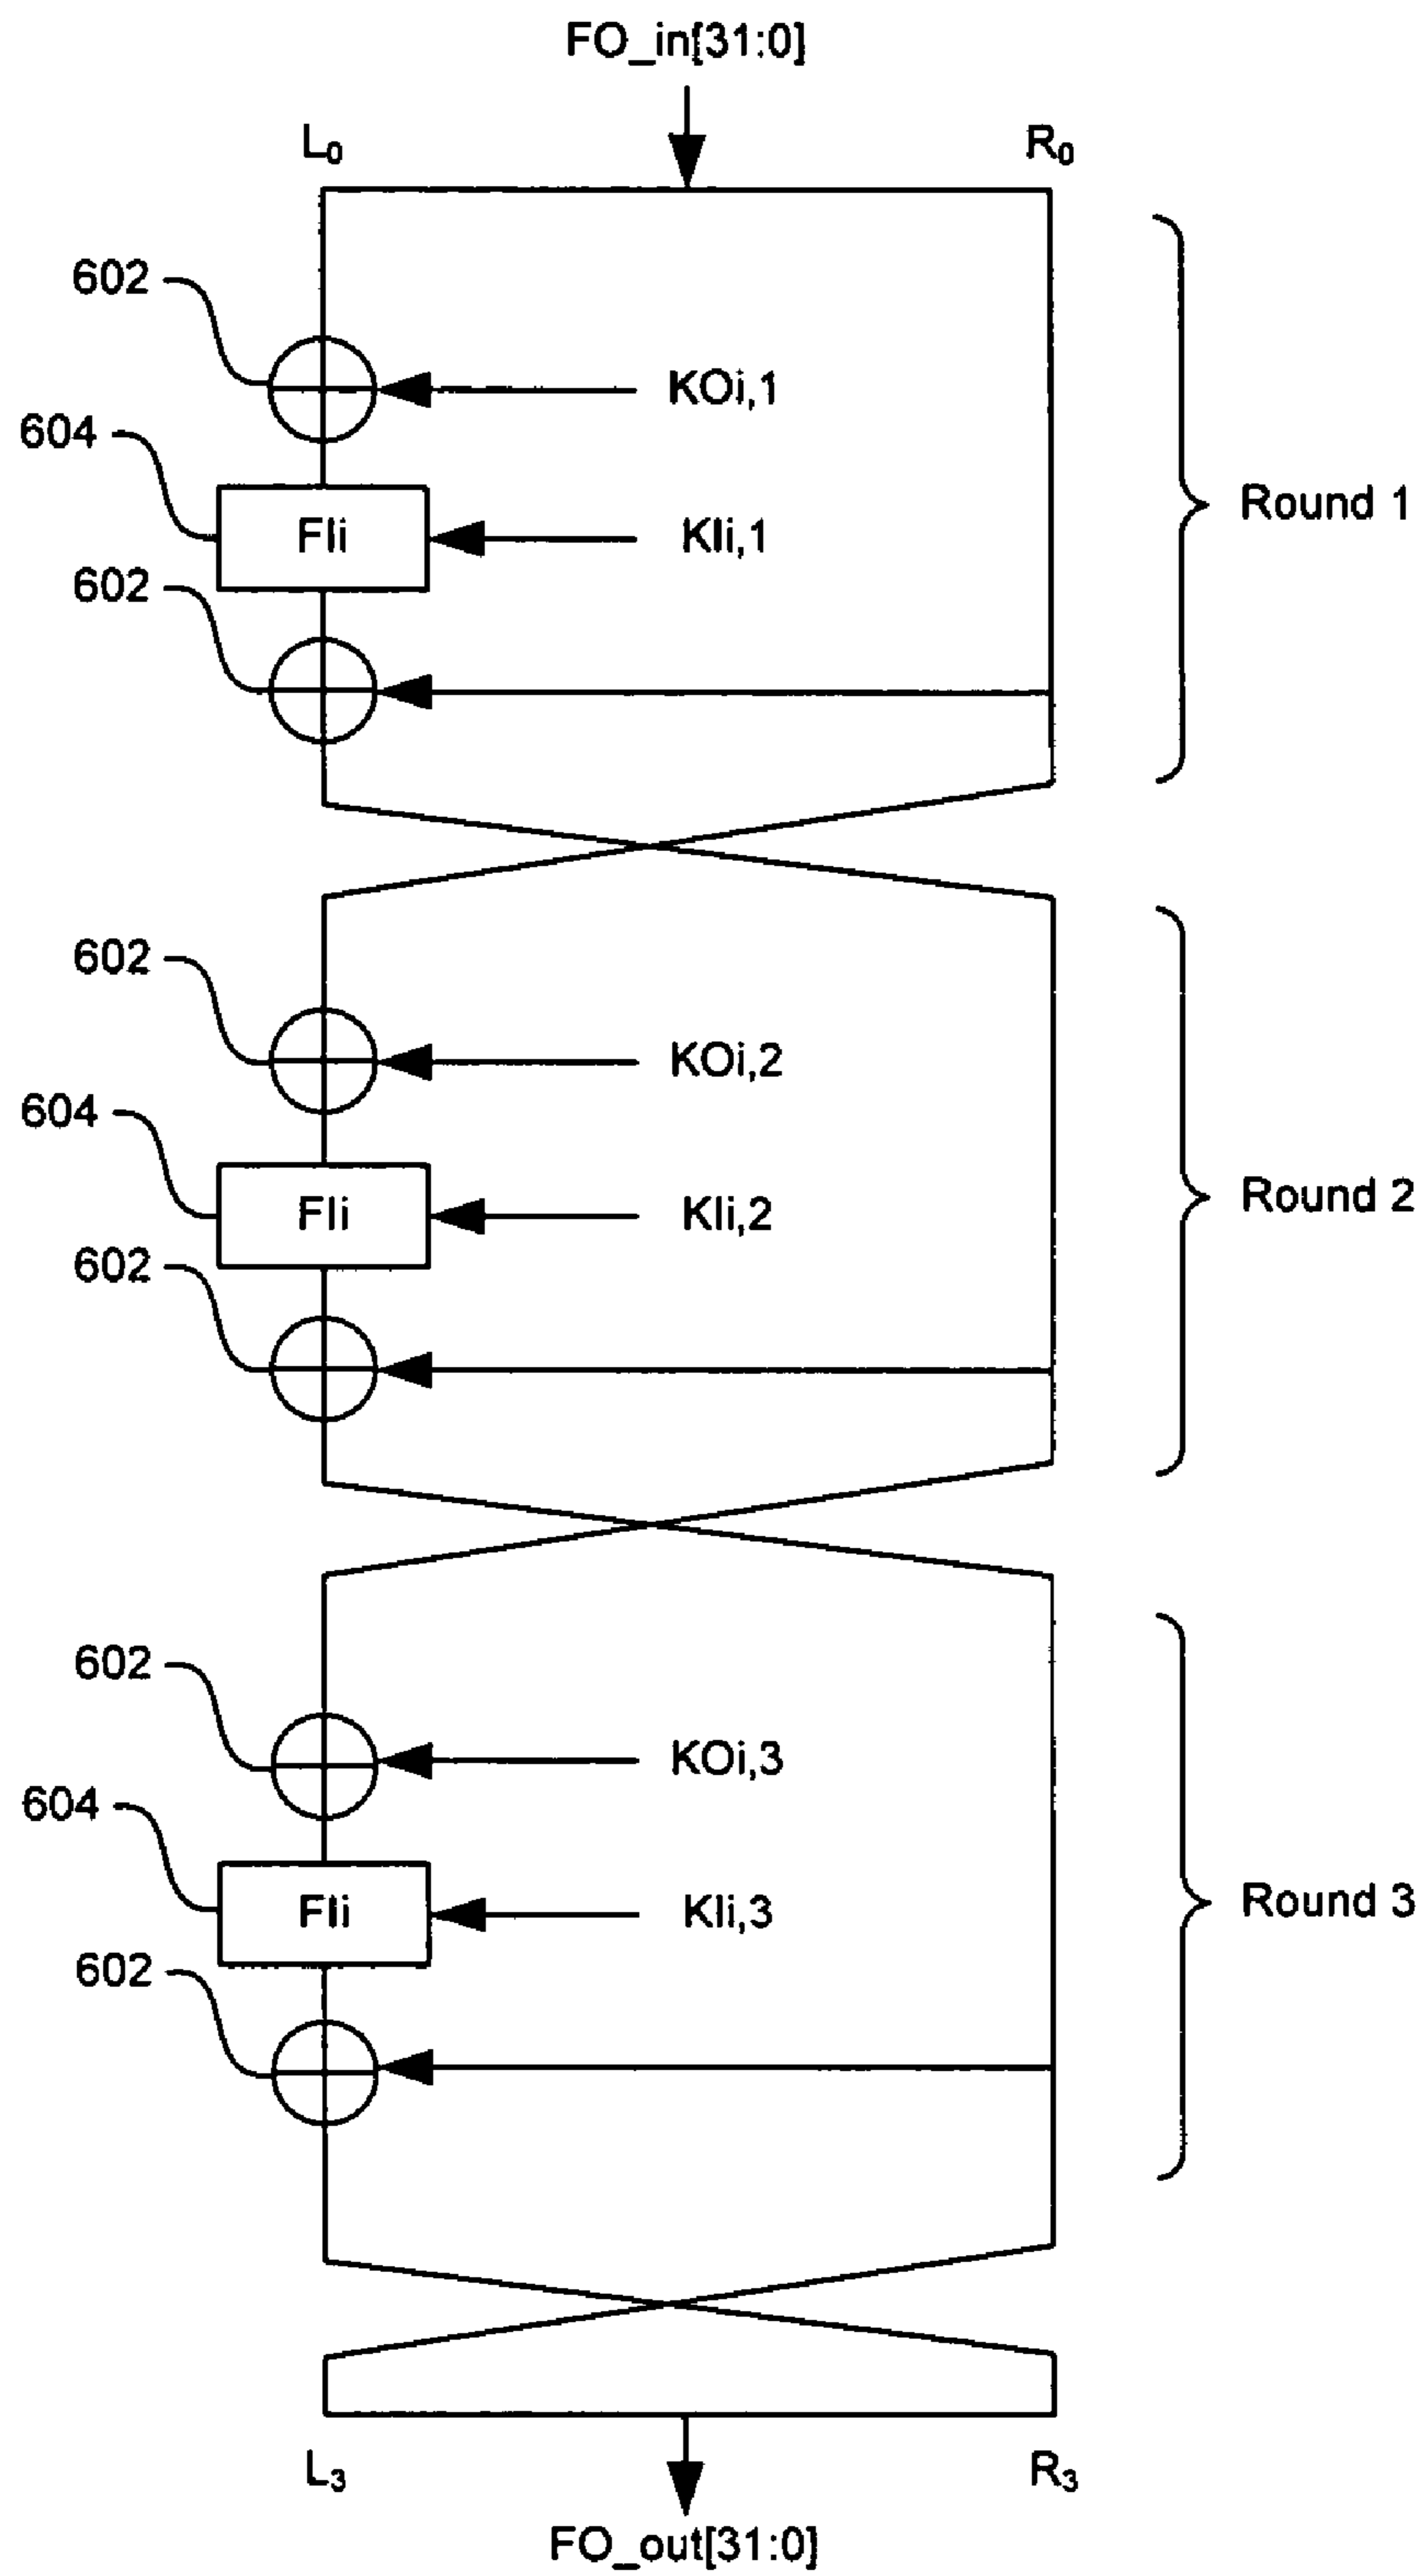 FO_in[31:0]
L₀ R₀
602
KOi,1
604
FIi
KIi,1
Round 1
602
602
KOi,2
604
FIi
KIi,2
Round 2
602
602
KOi,3
604
FIi
KIi,3
Round 3
602
L₃ R₃
FO_out[31:0]